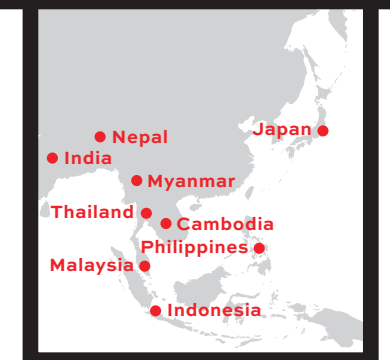 Japan
Nepal
India
Myanmar
Thailand
Cambodia
Philippines
Malaysia
Indonesia